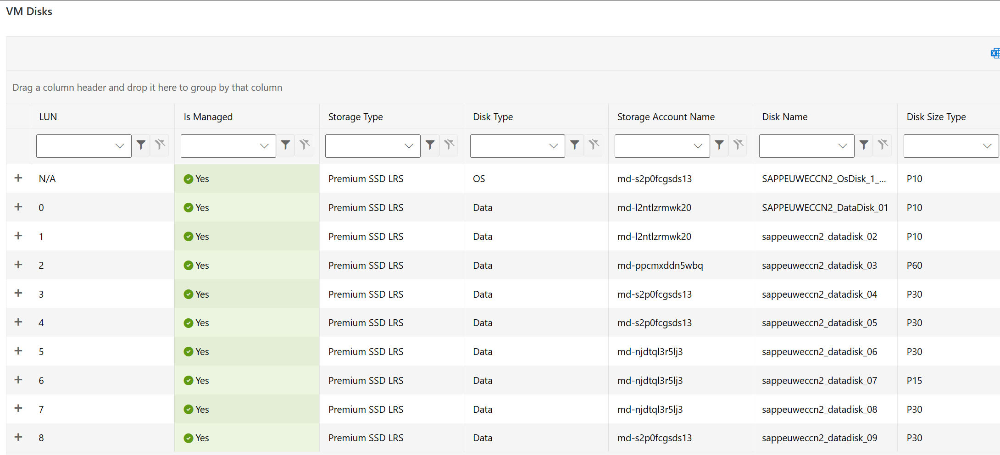 VM Disks
Drag a column header and drop it here to group by that column
LUN Is Managed Storage Type Disk Type Storage Account Name Disk Name Disk Size Type
N/A Yes Premium SSD LRS OS md-s2p0fcgsds13 SAPPEUWECCN2_OsDisk_1_... P10
0 Yes Premium SSD LRS Data md-l2ntlzrmwk20 SAPPEUWECCN2_DataDisk_01 P10
1 Yes Premium SSD LRS Data md-l2ntlzrmwk20 sappeuweccn2_datadisk_02 P10
2 Yes Premium SSD LRS Data md-ppcmxddn5wbq sappeuweccn2_datadisk_03 P60
3 Yes Premium SSD LRS Data md-s2p0fcgsds13 sappeuweccn2_datadisk_04 P30
4 Yes Premium SSD LRS Data md-s2p0fcgsds13 sappeuweccn2_datadisk_05 P30
5 Yes Premium SSD LRS Data md-njdtql3r5lj3 sappeuweccn2_datadisk_06 P30
6 Yes Premium SSD LRS Data md-njdtql3r5lj3 sappeuweccn2_datadisk_07 P15
7 Yes Premium SSD LRS Data md-njdtql3r5lj3 sappeuweccn2_datadisk_08 P30
8 Yes Premium SSD LRS Data md-s2p0fcgsds13 sappeuweccn2_datadisk_09 P30